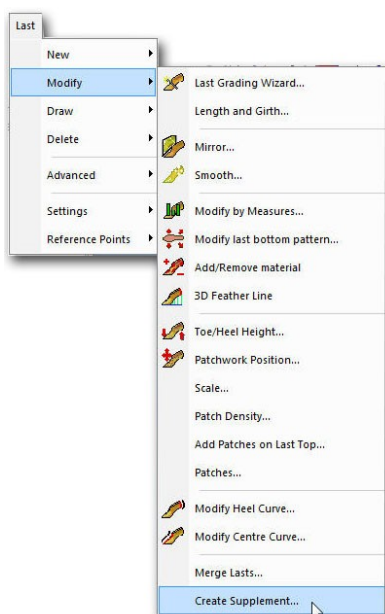 Last
New
Modify
Draw
Delete
Advanced
Settings
Reference Points
Last Grading Wizard...
Length and Girth...
Mirror...
Smooth...
Modify by Measures...
Modify last bottom pattern...
Add/Remove material
3D Feather Line
Toe/Heel Height...
Patchwork Position...
Scale...
Patch Density...
Add Patches on Last Top...
Patches...
Modify Heel Curve...
Modify Centre Curve...
Merge Lasts...
Create Supplement...